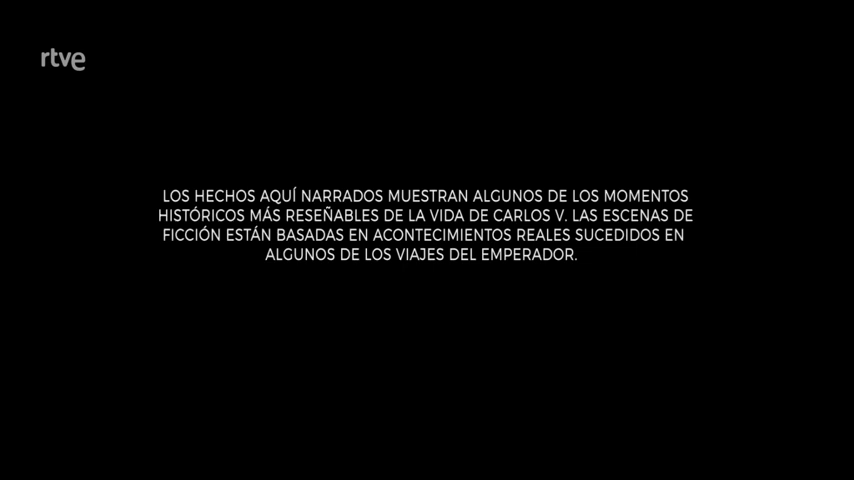 rtve
LOS HECHOS AQUÍ NARRADOS MUESTRAN ALGUNOS DE LOS MOMENTOS
HISTÓRICOS MÁS RESEÑABLES DE LA VIDA DE CARLOS V. LAS ESCENAS DE
FICCIÓN ESTÁN BASADAS EN ACONTECIMIENTOS REALES SUCEDIDOS EN
ALGUNOS DE LOS VIAJES DEL EMPERADOR.